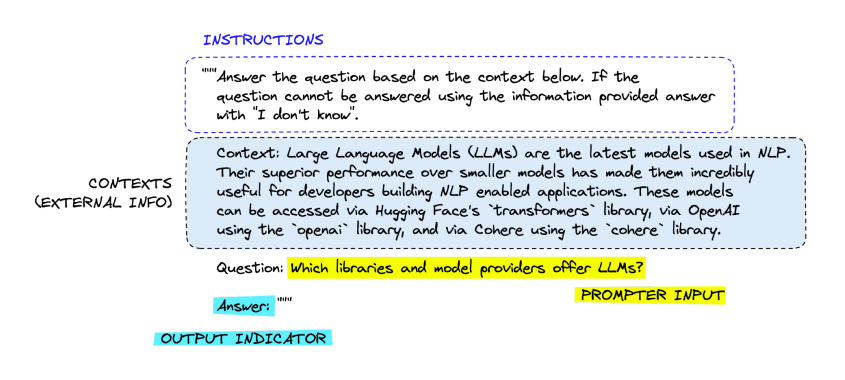 INSTRUCTIONS
"""Answer the question based on the context below. If the
question cannot be answered using the information provided answer
with "I don't know".
Context: Large Language Models (LLMs) are the latest models used in NLP.
Their superior performance over smaller models has made them incredibly
CONTEXTS
(EXTERNAL INFO)
useful for developers building NLP enabled applications. These models
can be accessed via Hugging Face's `transformers` library, via OpenAI
using the `openai` library, and via Cohere using the `cohere` library.
Question: Which libraries and model providers offer LLMs?
PROMPTER INPUT
Answer: """
OUTPUT INDICATOR